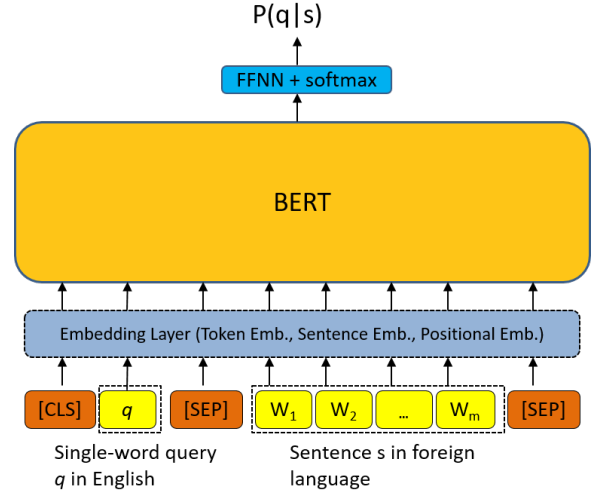 P(q|s)
FFNN + softmax
BERT
Embedding Layer (Token Emb., Sentence Emb., Positional Emb.)
[CLS] q [SEP] W1 W2 ... Wm [SEP]
Single-word query Sentence s in foreign
q in English language